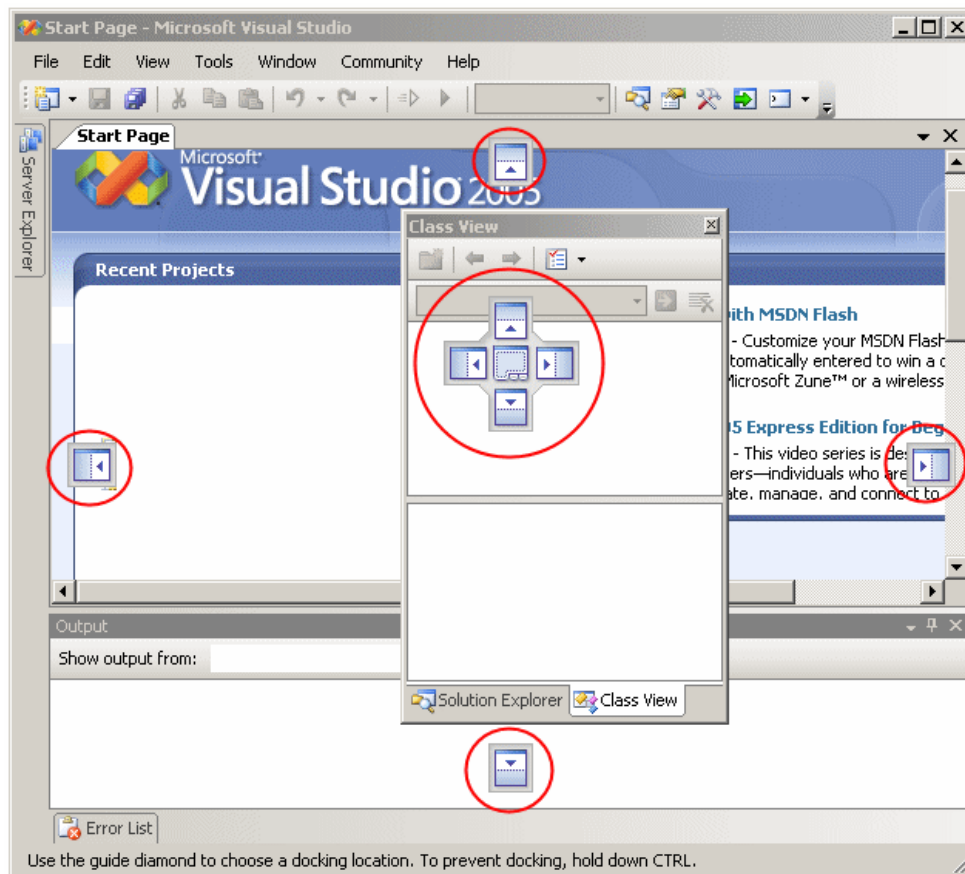 Start Page - Microsoft Visual Studio
File Edit View Tools Window Community Help
Server Explorer
Start Page
Microsoft
Visual Studio 2005
Class View
Recent Projects
ith MSDN Flash
- Customize your MSDN Flash
tomatically entered to win a c
Microsoft Zune™ or a wireless
05 Express Edition for Beg
- This video series is des
ers—individuals who are
ate, manage, and connect to
Output
Show output from:
Solution Explorer Class View
Error List
Use the guide diamond to choose a docking location. To prevent docking, hold down CTRL.